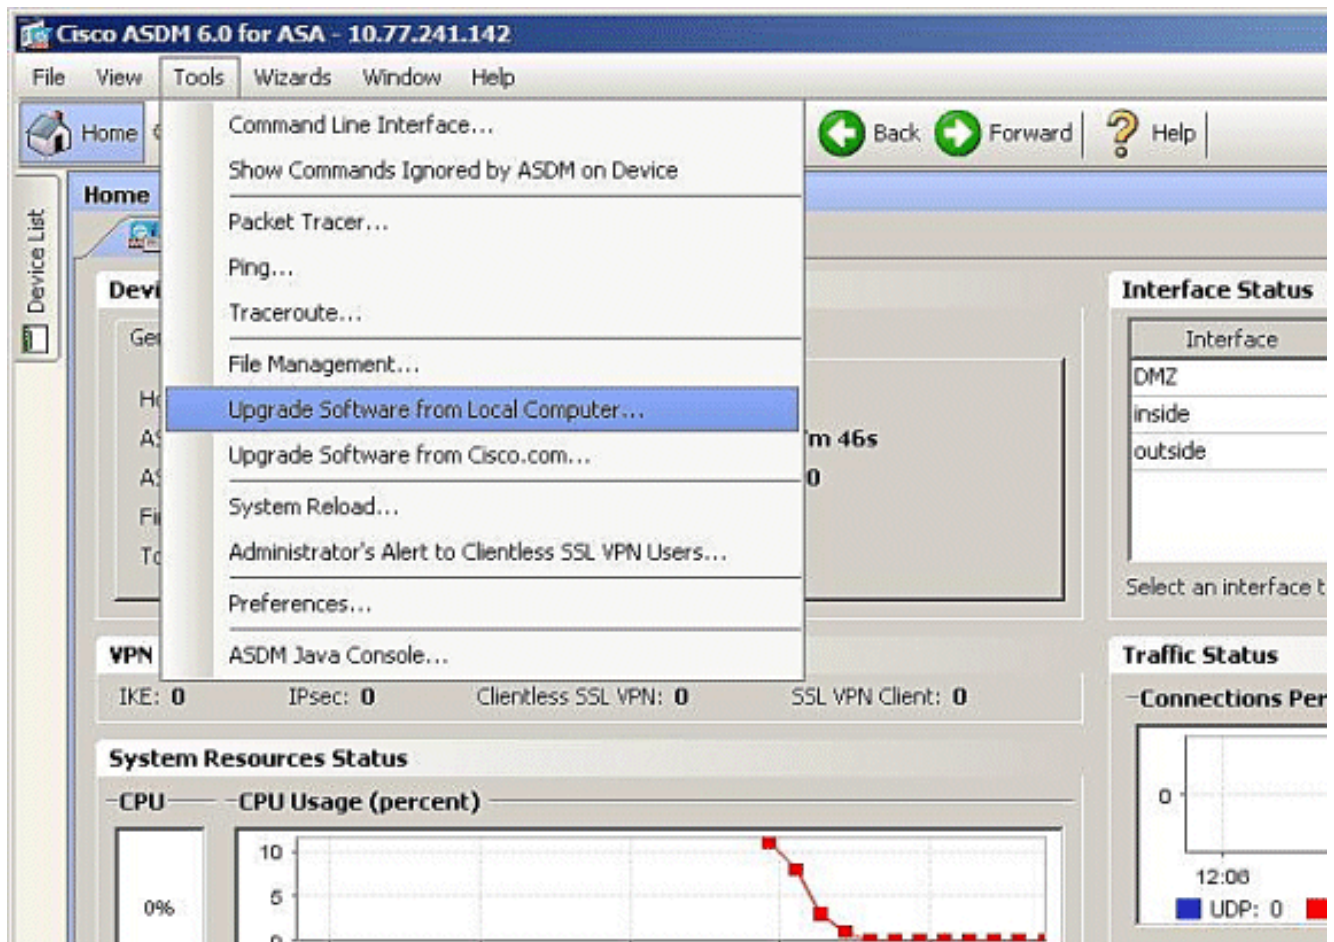 Cisco ASDM 6.0 for ASA - 10.77.241.142
File View Tools Wizards Window Help
Home Back Forward Help
Command Line Interface...
Show Commands Ignored by ASDM on Device
Packet Tracer...
Ping...
Traceroute...
File Management...
Upgrade Software from Local Computer...
Upgrade Software from Cisco.com...
System Reload...
Administrator's Alert to Clientless SSL VPN Users...
Preferences...
ASDM Java Console...
Device List
Home
m 46s
0
Interface Status
Interface
DMZ
inside
outside
Select an interface t
VPN
IKE: 0 IPsec: 0 Clientless SSL VPN: 0 SSL VPN Client: 0
Traffic Status
Connections Per
0
12:06
UDP: 0
System Resources Status
CPU CPU Usage (percent)
0%
10
5
0